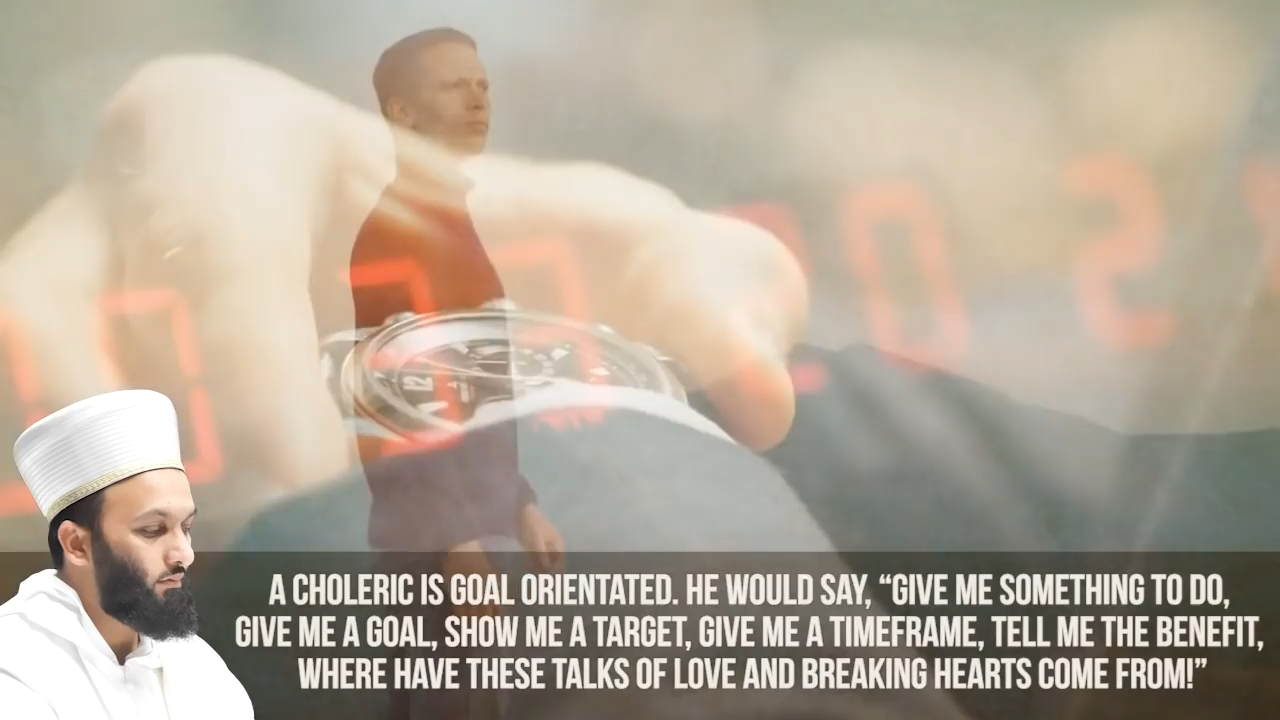 A CHOLERIC IS GOAL ORIENTATED. HE WOULD SAY, “GIVE ME SOMETHING TO DO,
GIVE ME A GOAL, SHOW ME A TARGET, GIVE ME A TIMEFRAME, TELL ME THE BENEFIT,
WHERE HAVE THESE TALKS OF LOVE AND BREAKING HEARTS COME FROM!”